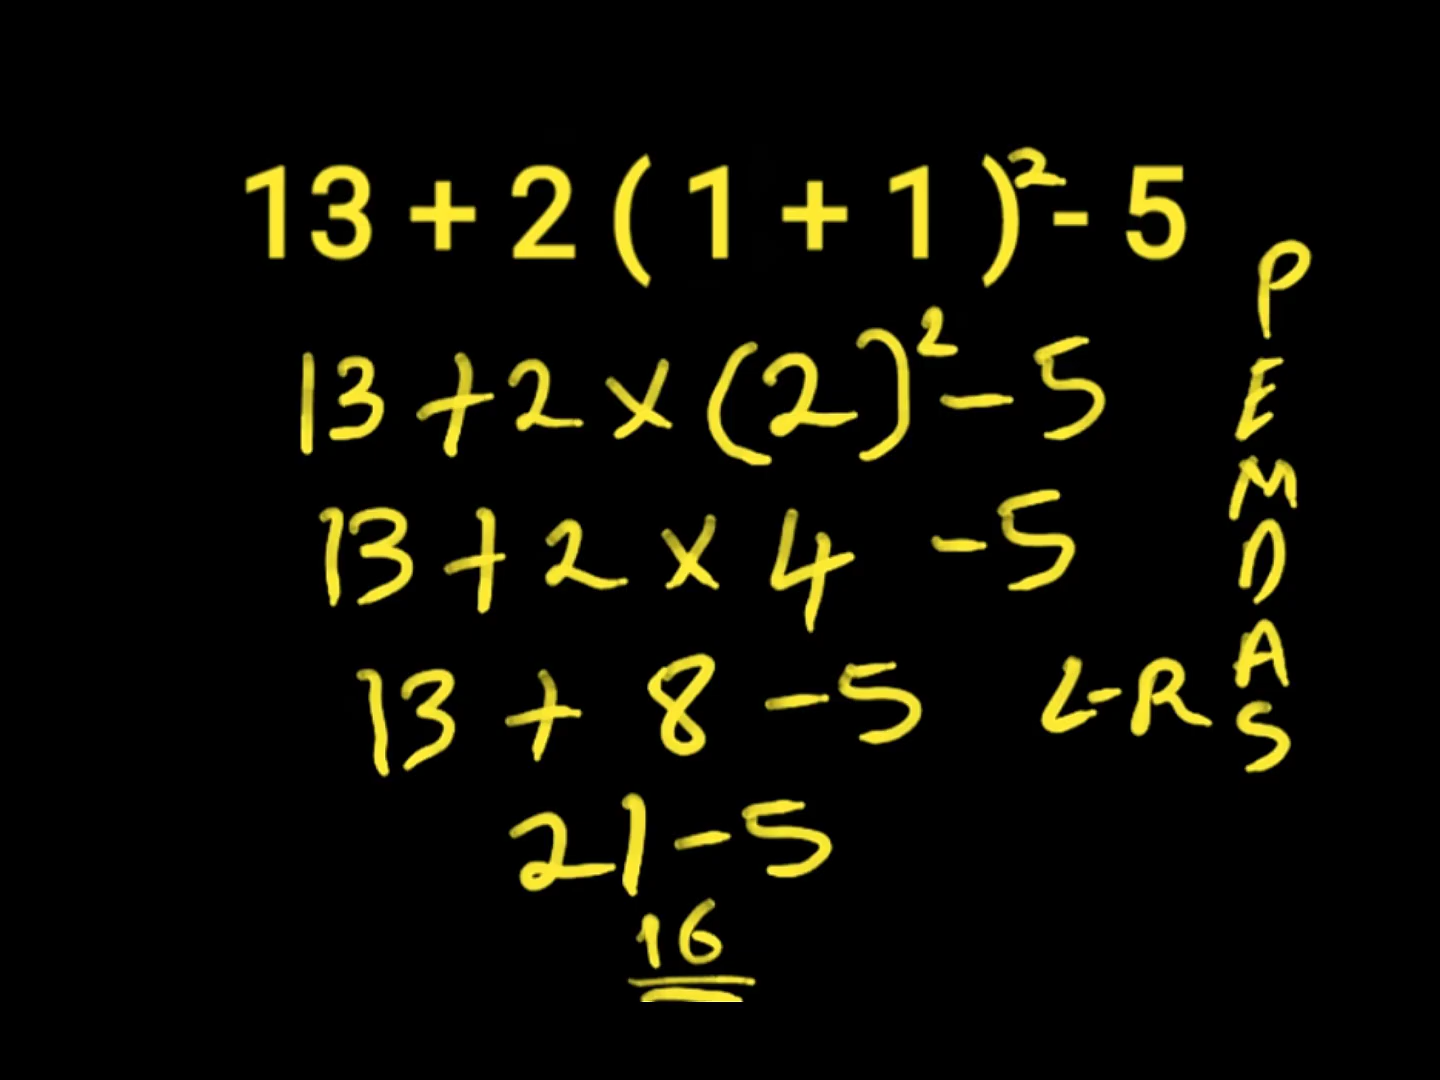 13 + 2 ( 1 + 1 )² - 5
13 + 2 × (2)² - 5
13 + 2 × 4 - 5
13 + 8 - 5 L-R
21 - 5
16
P
E
M
D
A
S